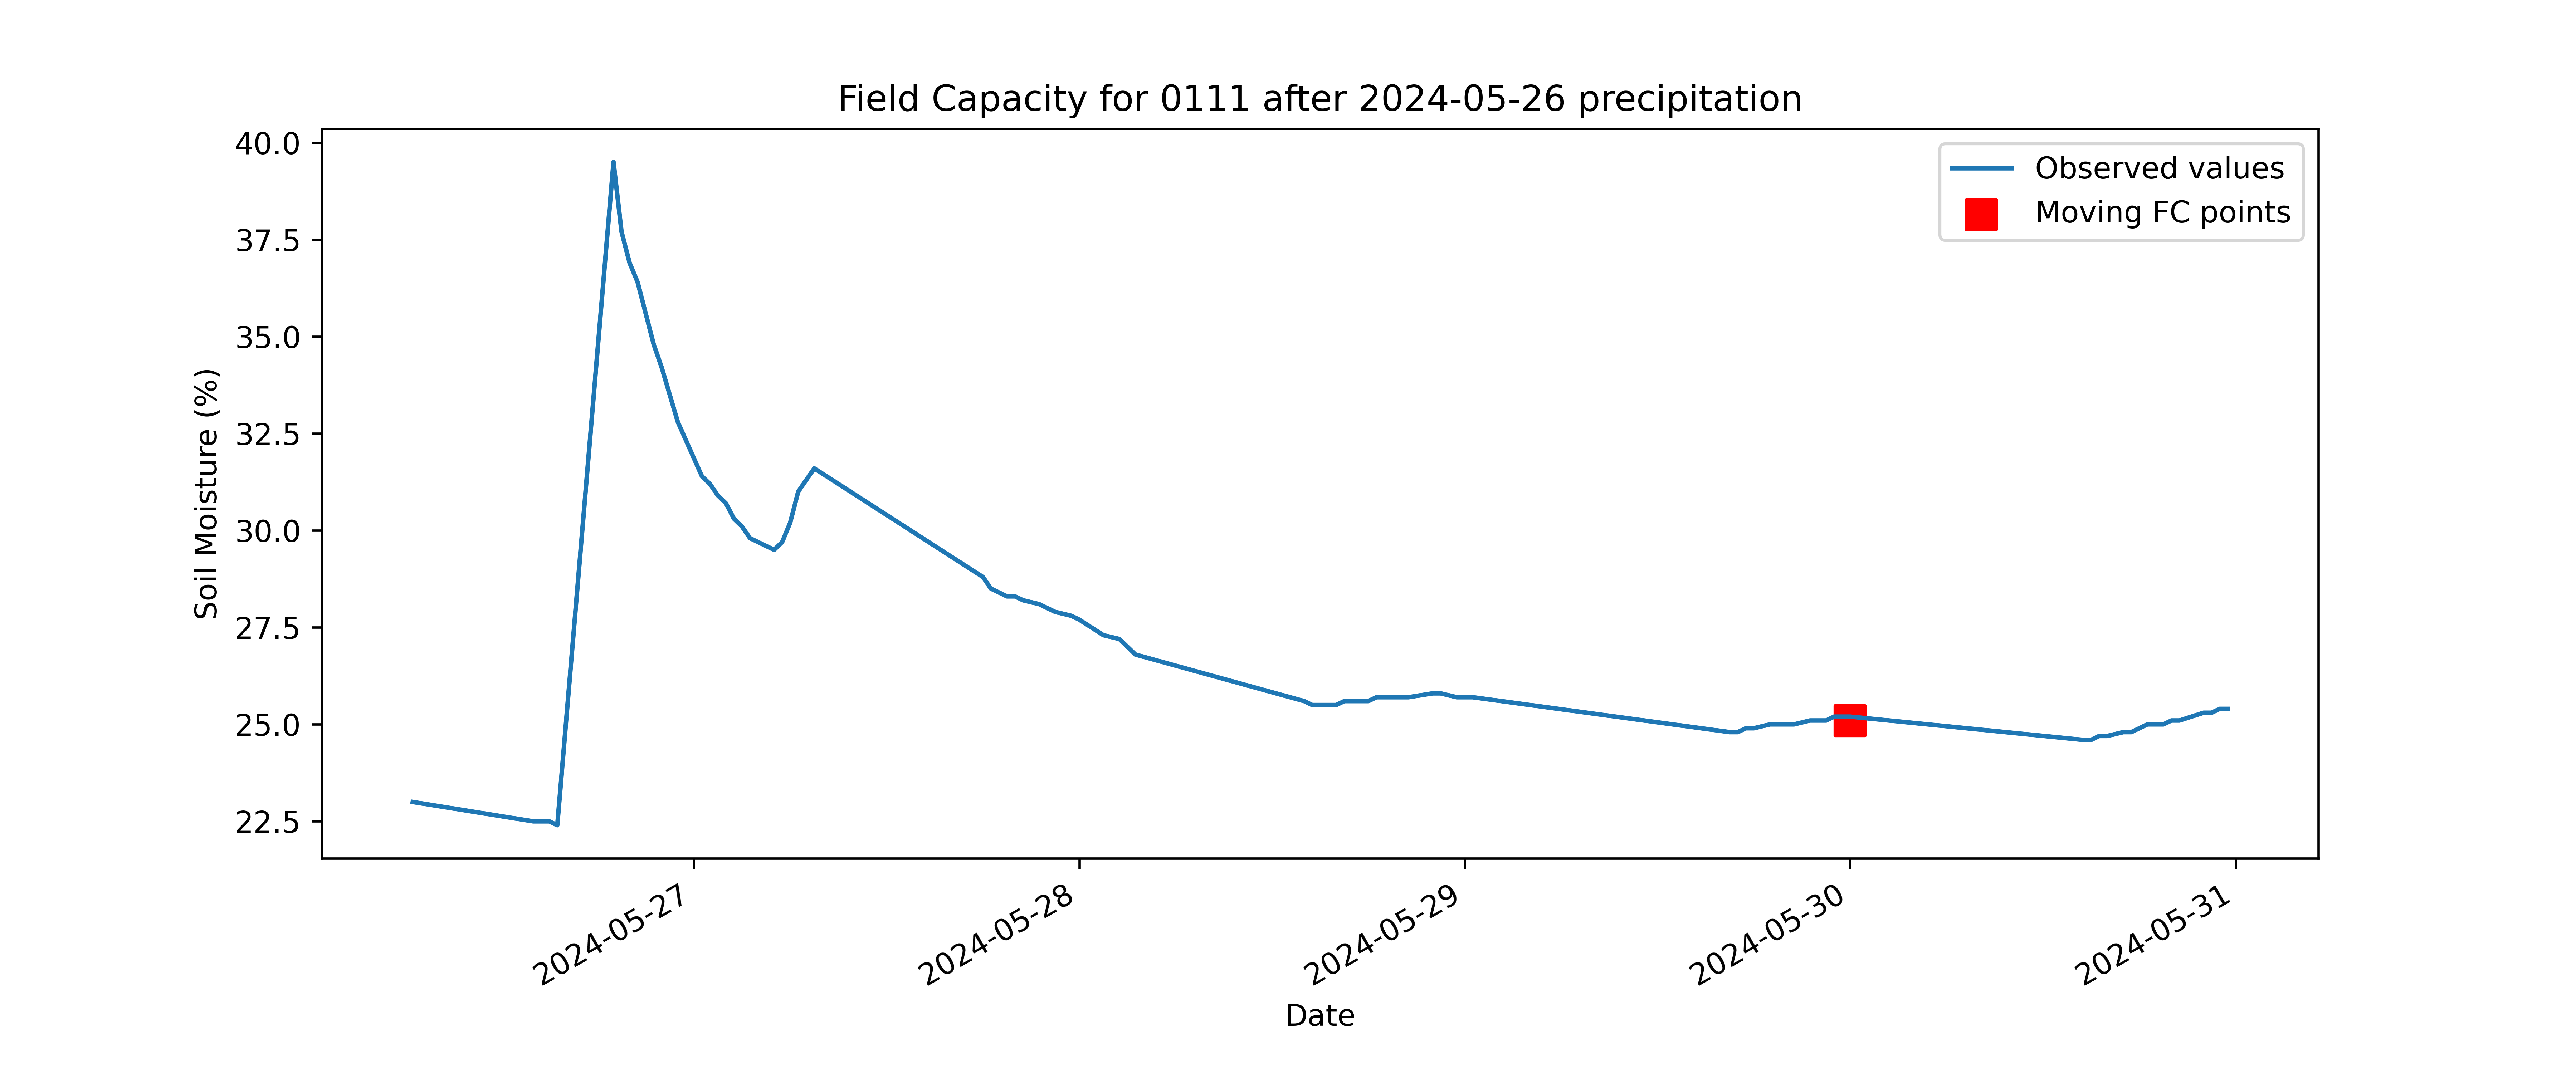 Field Capacity for 0111 after 2024-05-26 precipitation
Observed values
Moving FC points
Soil Moisture (%)
40.0
37.5
35.0
32.5
30.0
27.5
25.0
22.5
2024-05-27
2024-05-28
2024-05-29
2024-05-30
2024-05-31
Date